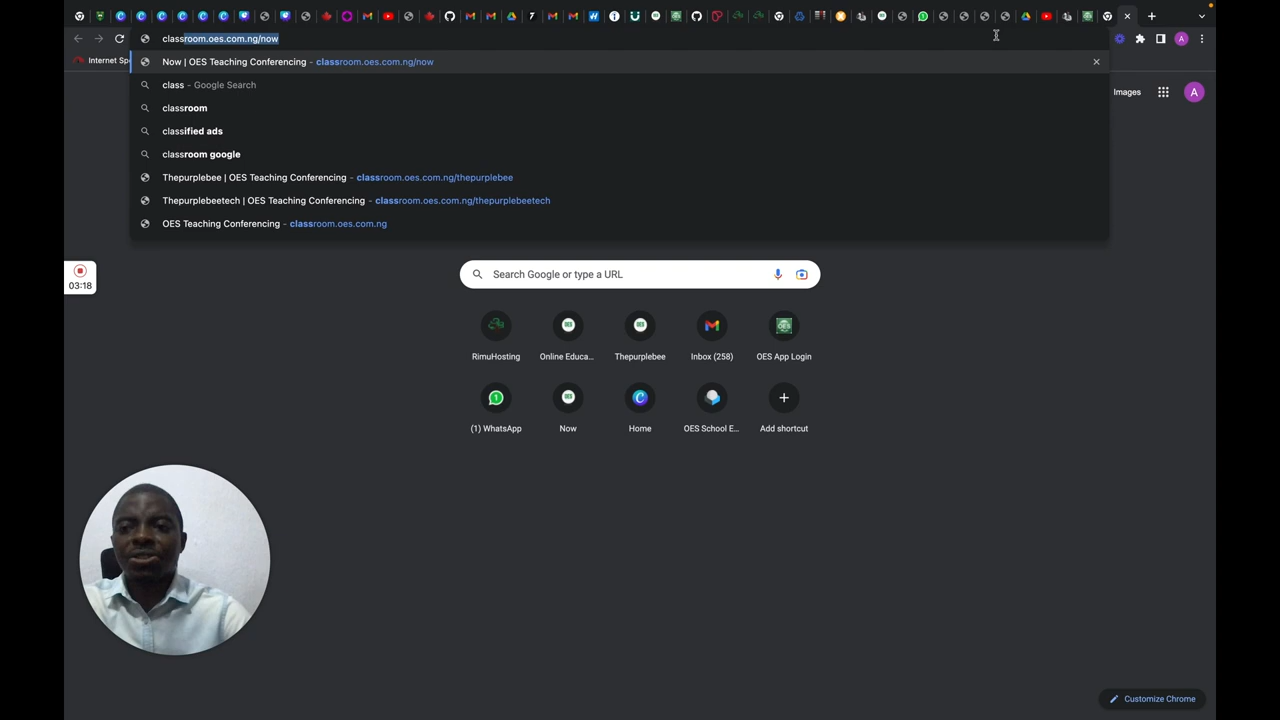 classroom.oes.com.ng/now
Internet Sp
Now | OES Teaching Conferencing - classroom.oes.com.ng/now
class - Google Search
classroom
classified ads
classroom google
Thepurplebee | OES Teaching Conferencing - classroom.oes.com.ng/thepurplebee
Thepurplebeetech | OES Teaching Conferencing - classroom.oes.com.ng/thepurplebeetech
OES Teaching Conferencing - classroom.oes.com.ng
Images
A
A
03:18
Search Google or type a URL
RimuHosting
Online Educa...
Thepurplebee
Inbox (258)
OES App Login
(1) WhatsApp
Now
Home
OES School E...
Add shortcut
Customize Chrome